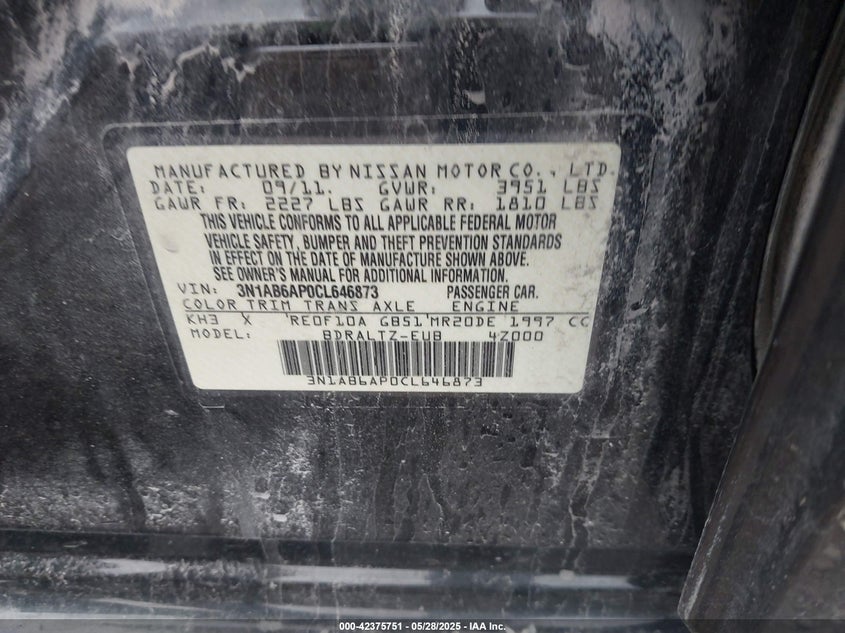 MANUFACTURED BY NISSAN MOTOR CO., LTD.
DATE: 09/11. GVWR: 3951 LBS
GAWR FR: 2227 LBS GAWR RR: 1810 LBS
THIS VEHICLE CONFORMS TO ALL APPLICABLE FEDERAL MOTOR
VEHICLE SAFETY, BUMPER AND THEFT PREVENTION STANDARDS
IN EFFECT ON THE DATE OF MANUFACTURE SHOWN ABOVE.
SEE OWNER'S MANUAL FOR ADDITIONAL INFORMATION.
VIN: 3N1AB6AP0CL646873 PASSENGER CAR.
COLOR TRIM TRANS AXLE ENGINE
KH3 X 'RE0F10A GB51'MR20DE 1997 CC
MODEL: BDRALTZ-EUB 4Z000
3N1AB6AP0CL646873
000-42375751 - 05/28/2025 - IAA Inc.